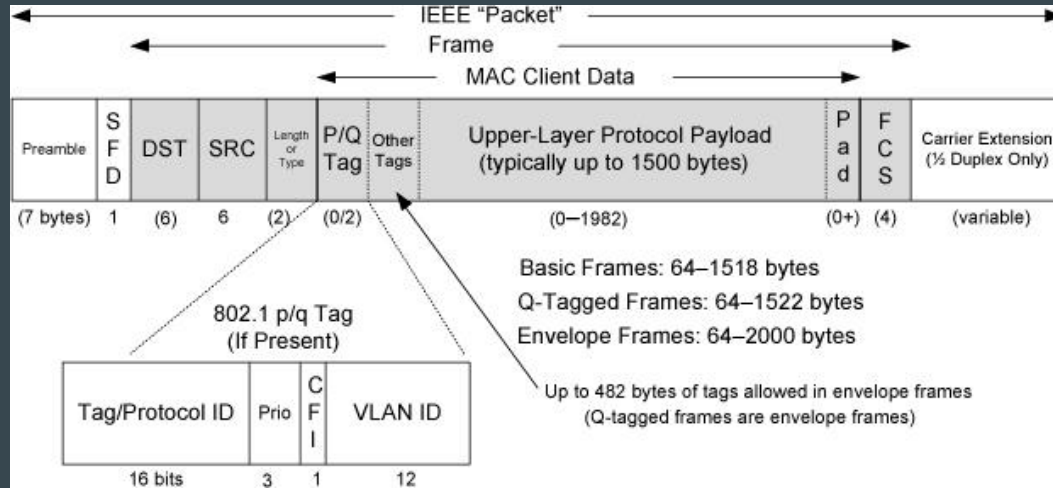 IEEE “Packet”
Frame
MAC Client Data
Preamble
SFD
DST
SRC
Length
or
Type
P/Q
Tag
Other
Tags
Upper-Layer Protocol Payload
(typically up to 1500 bytes)
Pad
FCS
Carrier Extension
(½ Duplex Only)
(7 bytes) 1 (6) 6 (2) (0/2) (0–1982) (0+) (4) (variable)
Basic Frames: 64–1518 bytes
Q-Tagged Frames: 64–1522 bytes
Envelope Frames: 64–2000 bytes
802.1 p/q Tag
(If Present)
Up to 482 bytes of tags allowed in envelope frames
(Q-tagged frames are envelope frames)
Tag/Protocol ID
Prio
CFI
VLAN ID
16 bits 3 1 12